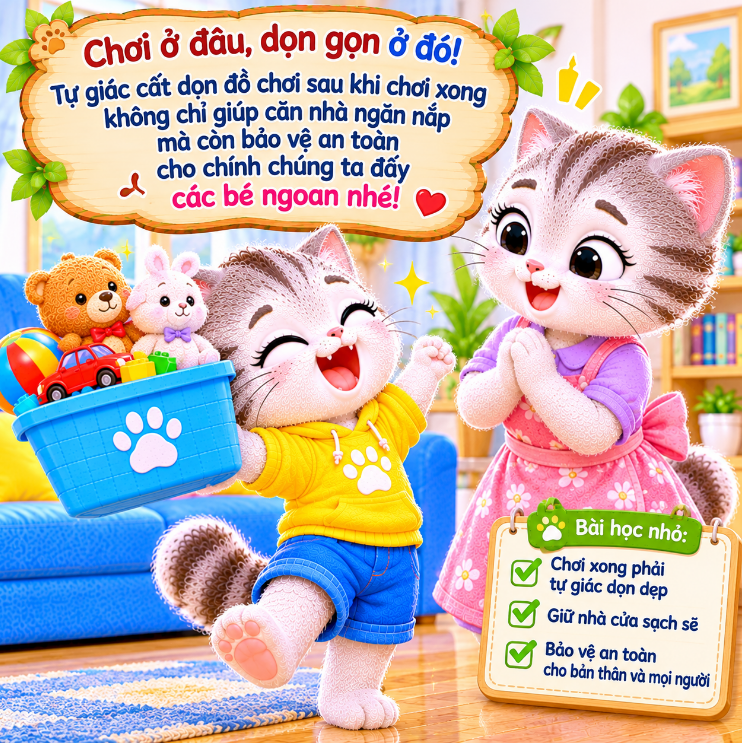 Chơi ở đâu, dọn gọn ở đó!
Tự giác cất dọn đồ chơi sau khi chơi xong
không chỉ giúp căn nhà ngăn nắp
mà còn bảo vệ an toàn
cho chính chúng ta đấy
các bé ngoan nhé!
Bài học nhỏ:
Chơi xong phải
tự giác dọn dẹp
Giữ nhà cửa sạch sẽ
Bảo vệ an toàn
cho bản thân và mọi người